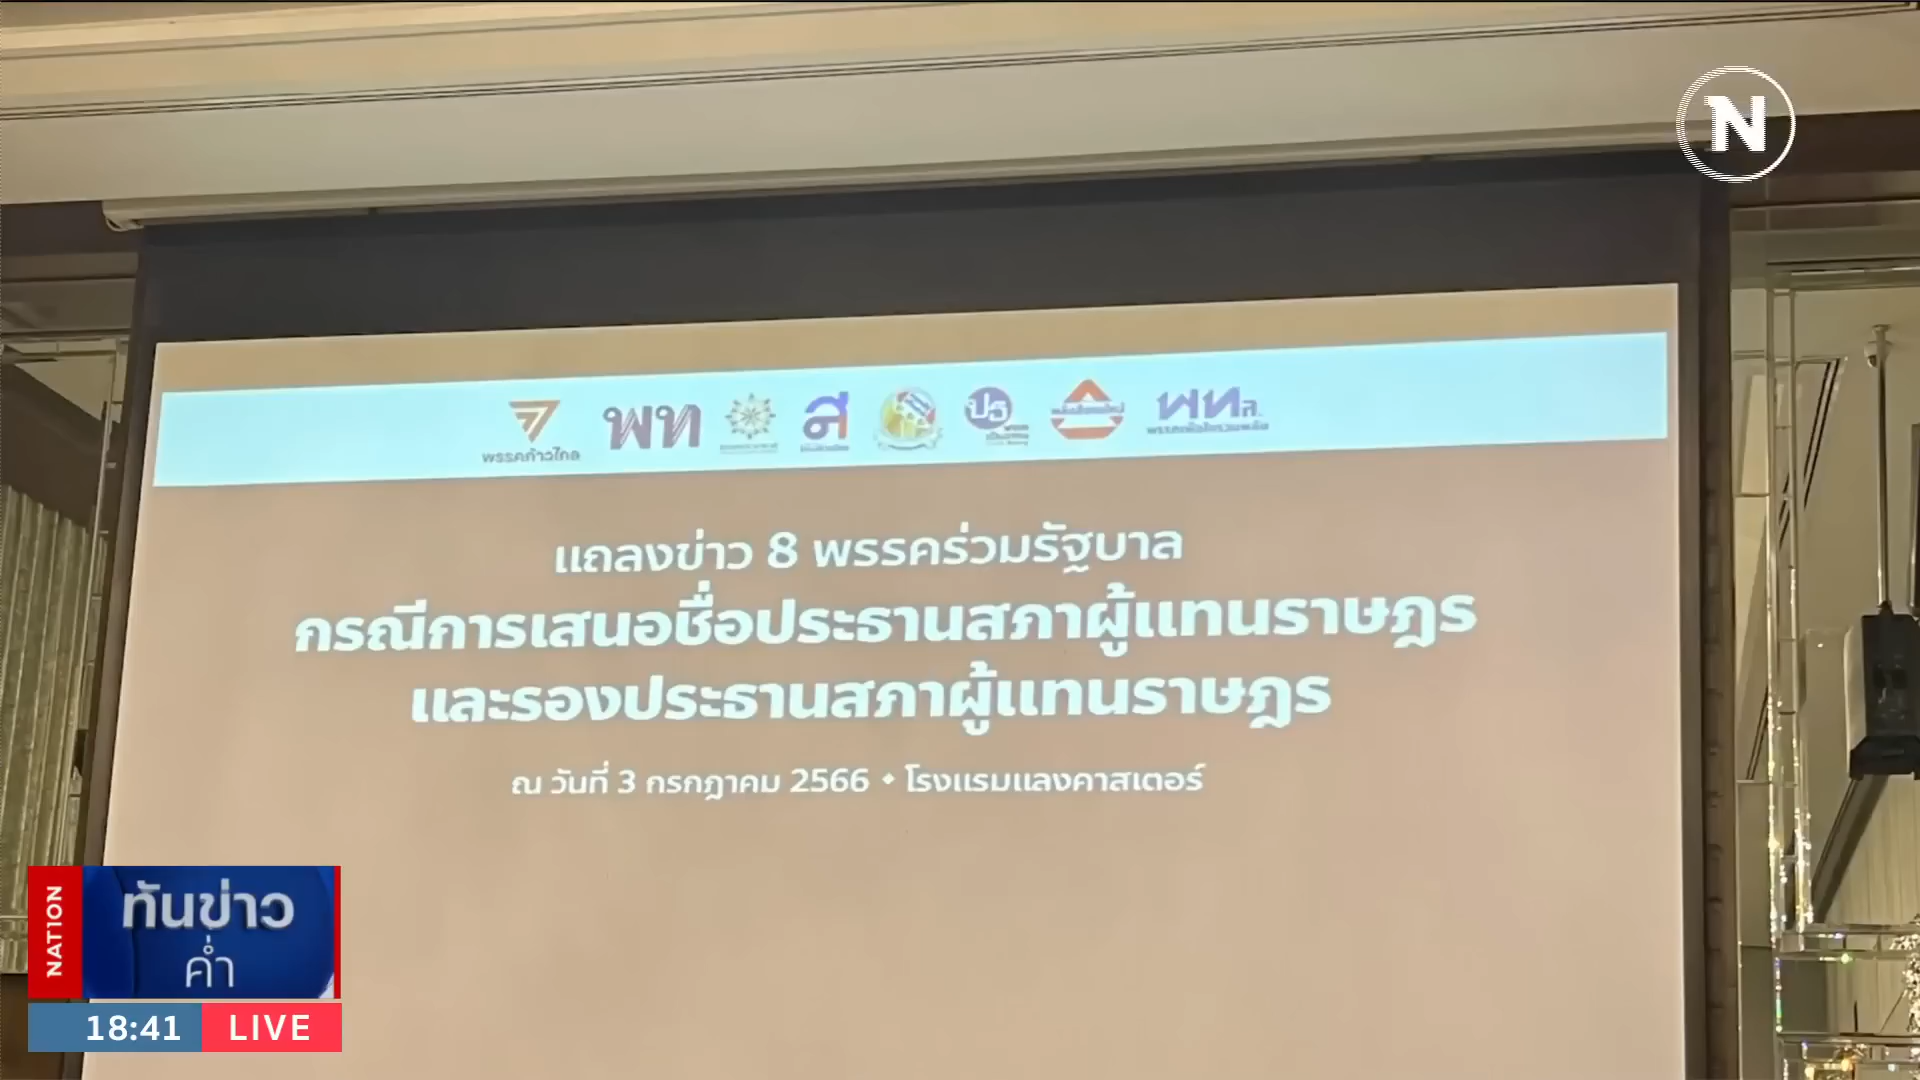 N
พรรคก้าวไกล
พท
ปช
พทส.
แถลงข่าว 8 พรรคร่วมรัฐบาล
กรณีการเสนอชื่อประธานสภาผู้แทนราษฎร
และรองประธานสภาผู้แทนราษฎร
ณ วันที่ 3 กรกฎาคม 2566 • โรงแรมแลงคาสเตอร์
NATION
ทันข่าว
ค่ำ
18:41 LIVE